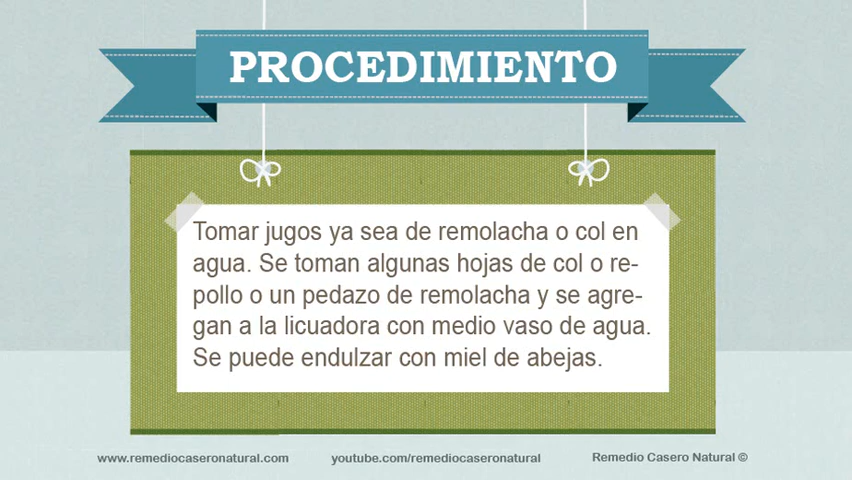 PROCEDIMIENTO
Tomar jugos ya sea de remolacha o col en
agua. Se toman algunas hojas de col o re-
pollo o un pedazo de remolacha y se agre-
gan a la licuadora con medio vaso de agua.
Se puede endulzar con miel de abejas.
www.remediocaseronatural.com youtube.com/remediocaseronatural Remedio Casero Natural ©